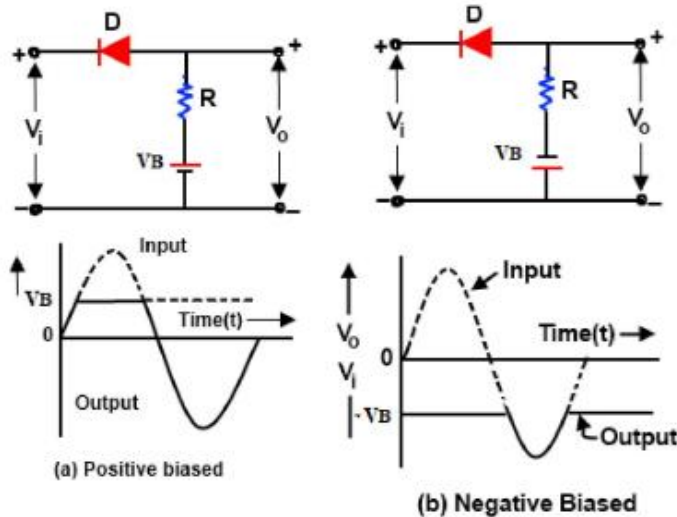 D
+ +
R
Vi Vo
VB
− −
D
+ +
R
Vi Vo
VB
− −
Input
VB
Time(t)
0
Output
(a) Positive biased
Input
Time(t)
Vo
0
Vi
-VB
Output
(b) Negative Biased